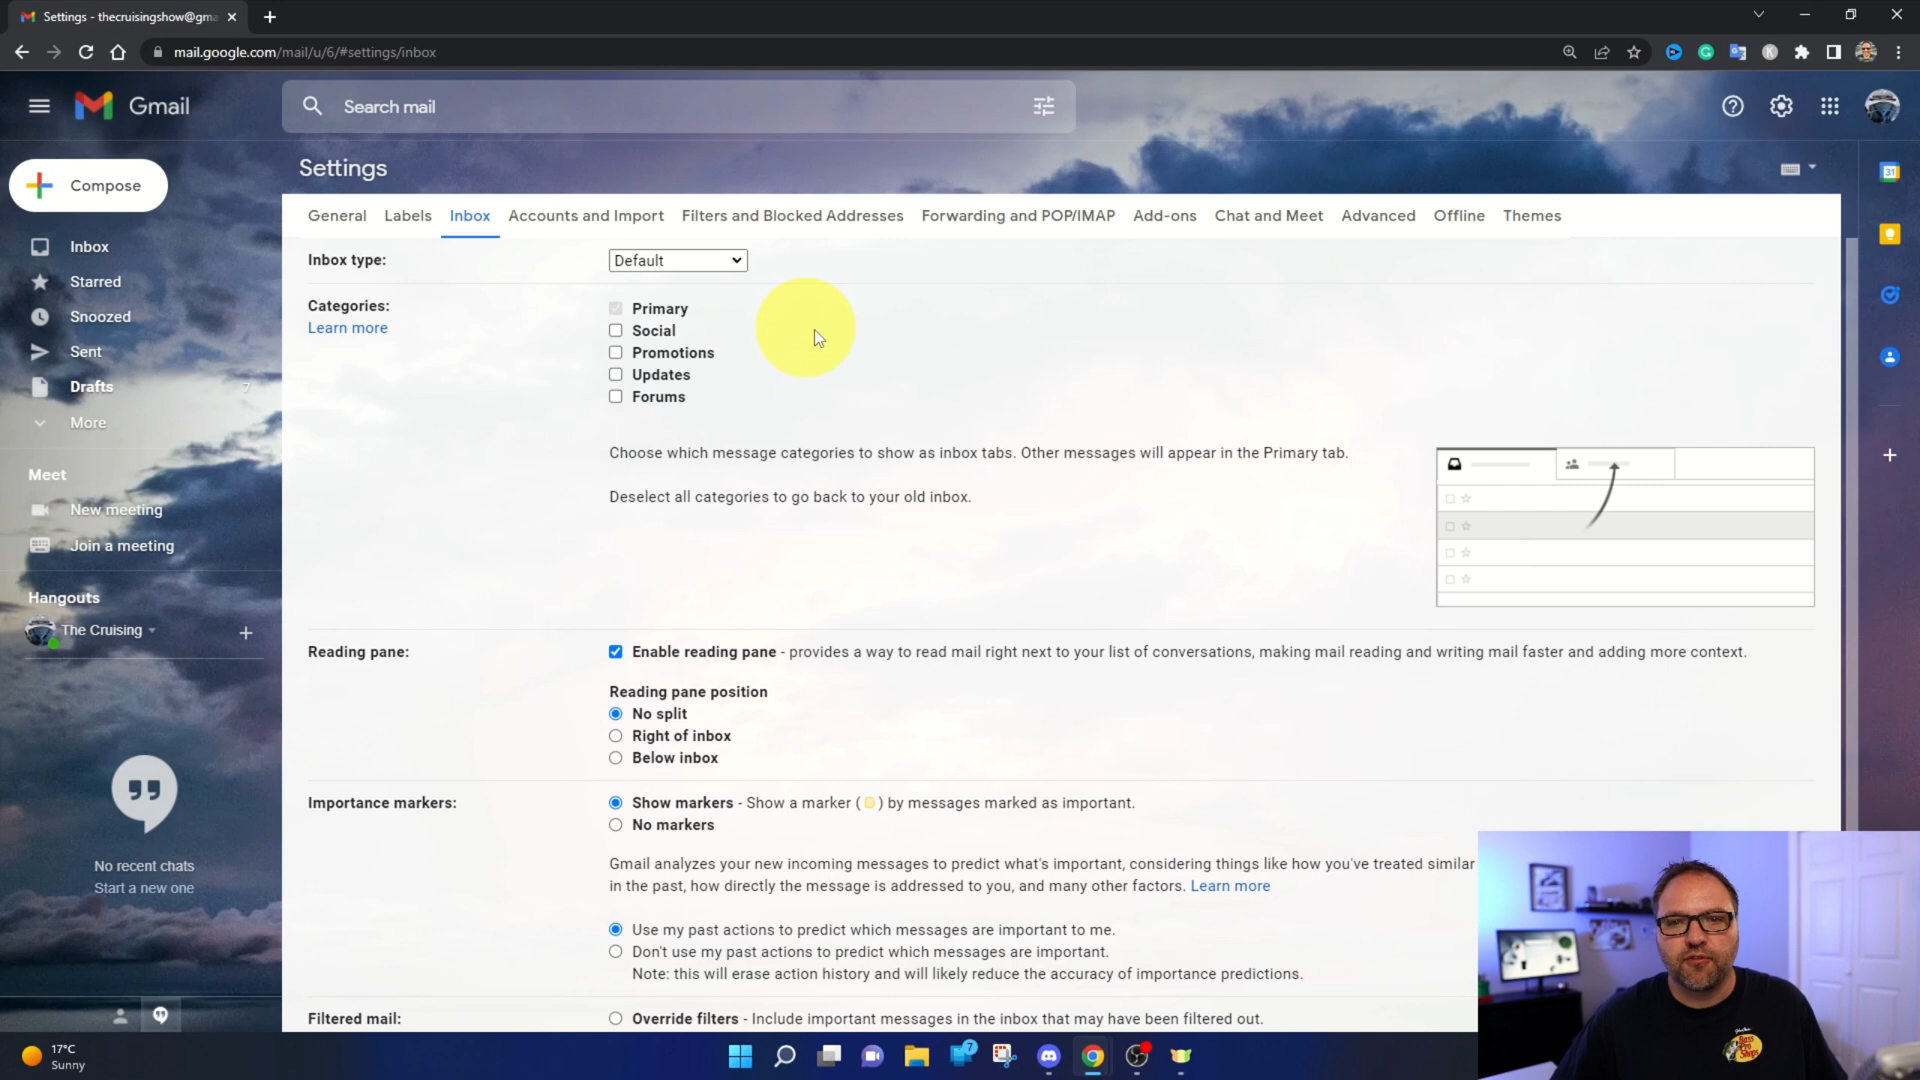 Settings - thecruisingshow@gma
mail.google.com/mail/u/6/#settings/inbox
Gmail
Search mail
Compose
Inbox
Starred
Snoozed
Sent
Drafts 7
More
Meet
New meeting
Join a meeting
Hangouts
The Cruising
No recent chats
Start a new one
Settings
General Labels Inbox Accounts and Import Filters and Blocked Addresses Forwarding and POP/IMAP Add-ons Chat and Meet Advanced Offline Themes
Inbox type: Default
Categories:
Learn more
Primary
Social
Promotions
Updates
Forums
Choose which message categories to show as inbox tabs. Other messages will appear in the Primary tab.
Deselect all categories to go back to your old inbox.
Reading pane: Enable reading pane - provides a way to read mail right next to your list of conversations, making mail reading and writing mail faster and adding more context.
Reading pane position
No split
Right of inbox
Below inbox
Importance markers: Show markers - Show a marker ( ) by messages marked as important.
No markers
Gmail analyzes your new incoming messages to predict what's important, considering things like how you've treated similar
in the past, how directly the message is addressed to you, and many other factors. Learn more
Use my past actions to predict which messages are important to me.
Don't use my past actions to predict which messages are important.
Note: this will erase action history and will likely reduce the accuracy of importance predictions.
Filtered mail: Override filters - Include important messages in the inbox that may have been filtered out.
31
Bass
Pro
Shops
17°C
Sunny
7